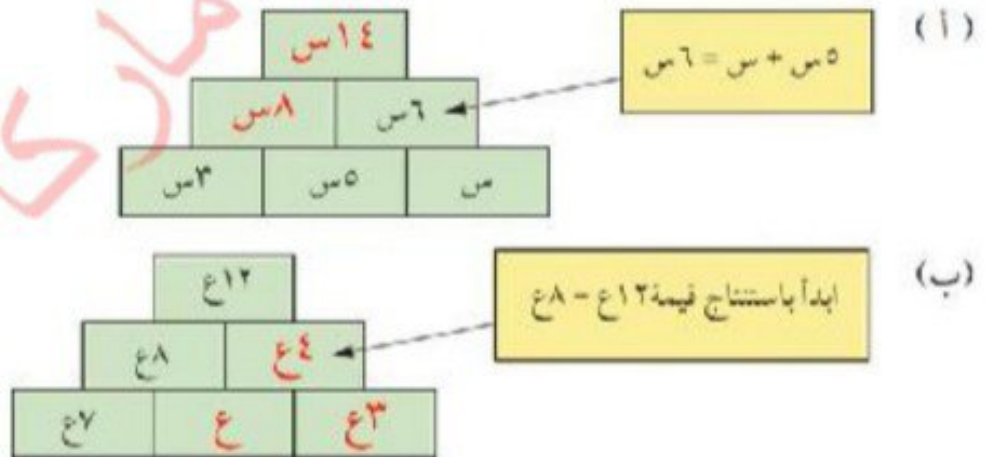 ( أ )
٥س + س = ٦س
١٤س
٦س ٨س
س ٥س ٣س
(ب)
ابدأ باستنتاج قيمة ١٢ع - ٨ع
١٢ع
٤ع ٨ع
٣ع ع ٧ع